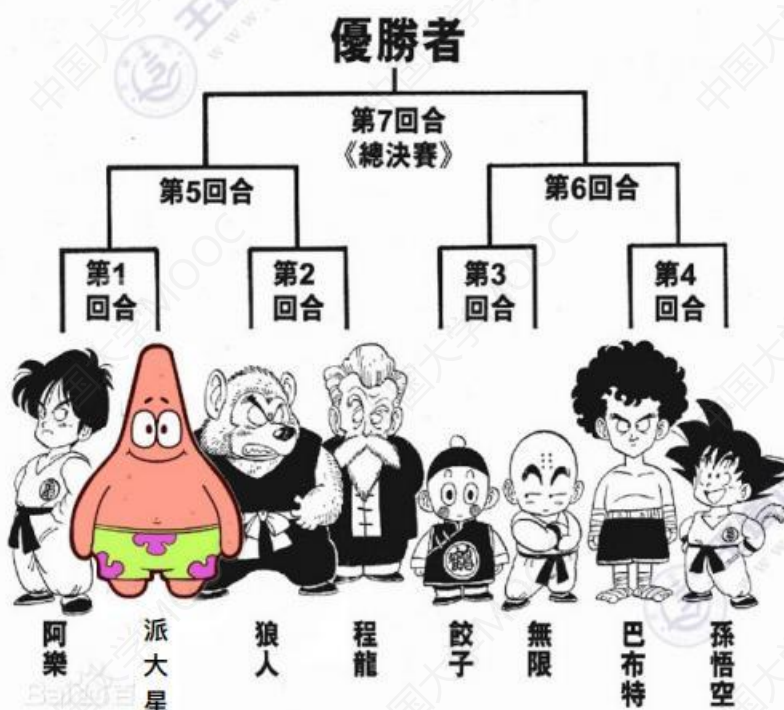 優勝者
第7回合
《總決賽》
第5回合
第6回合
第1
回合
第2
回合
第3
回合
第4
回合
阿樂
派大星
狼人
程龍
餃子
無限
巴布特
孫悟空